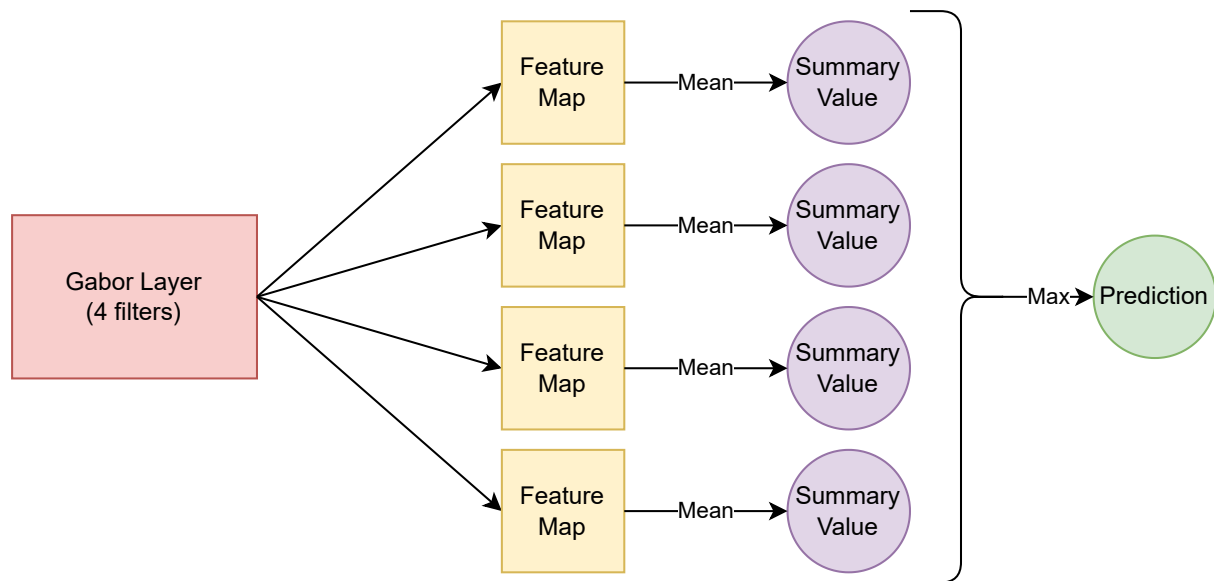 Gabor Layer
(4 filters)
Feature
Map
Mean
Summary
Value
Feature
Map
Mean
Summary
Value
Feature
Map
Mean
Summary
Value
Feature
Map
Mean
Summary
Value
Max
Prediction